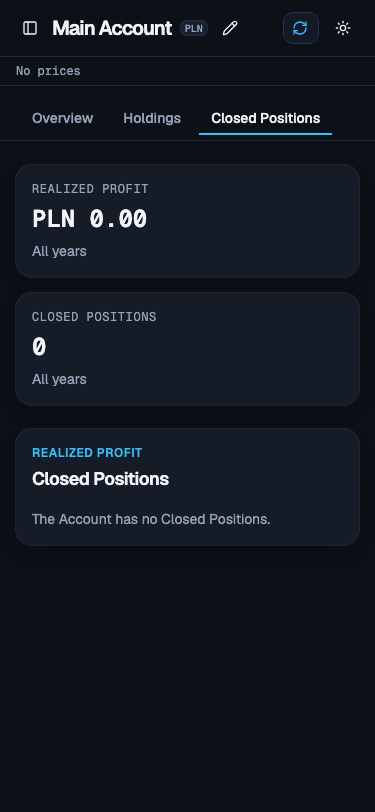 Main Account PLN
No prices
Overview Holdings Closed Positions
REALIZED PROFIT
PLN 0.00
All years
CLOSED POSITIONS
0
All years
REALIZED PROFIT
Closed Positions
The Account has no Closed Positions.